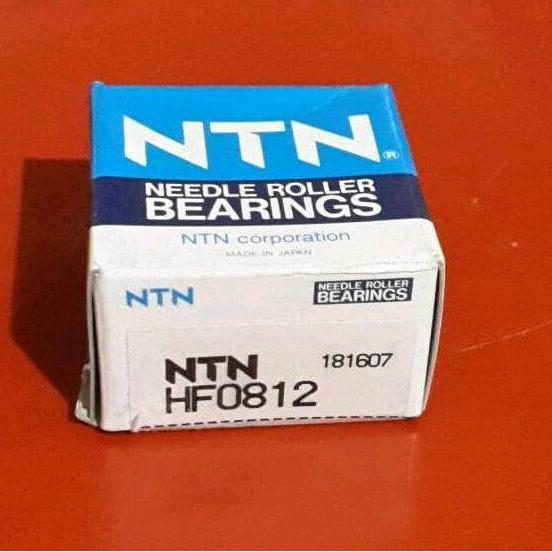 NTN®
NEEDLE ROLLER
BEARINGS
NTN corporation
MADE IN JAPAN
NTN
NEEDLE ROLLER
BEARINGS
NTN
181607
HF0812